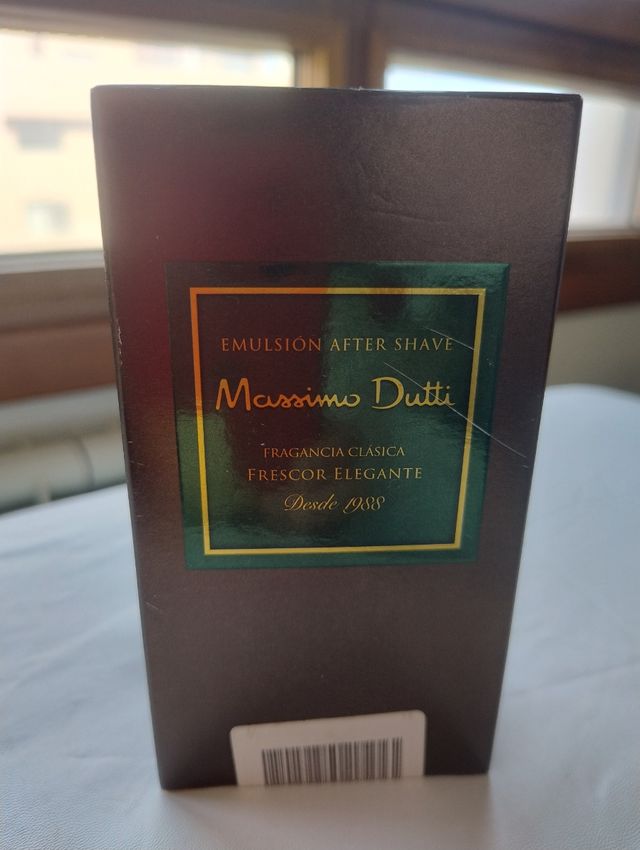 EMULSIÓN AFTER SHAVE
Massimo Dutti
FRAGANCIA CLÁSICA
FRESCOR ELEGANTE
Desde 1988